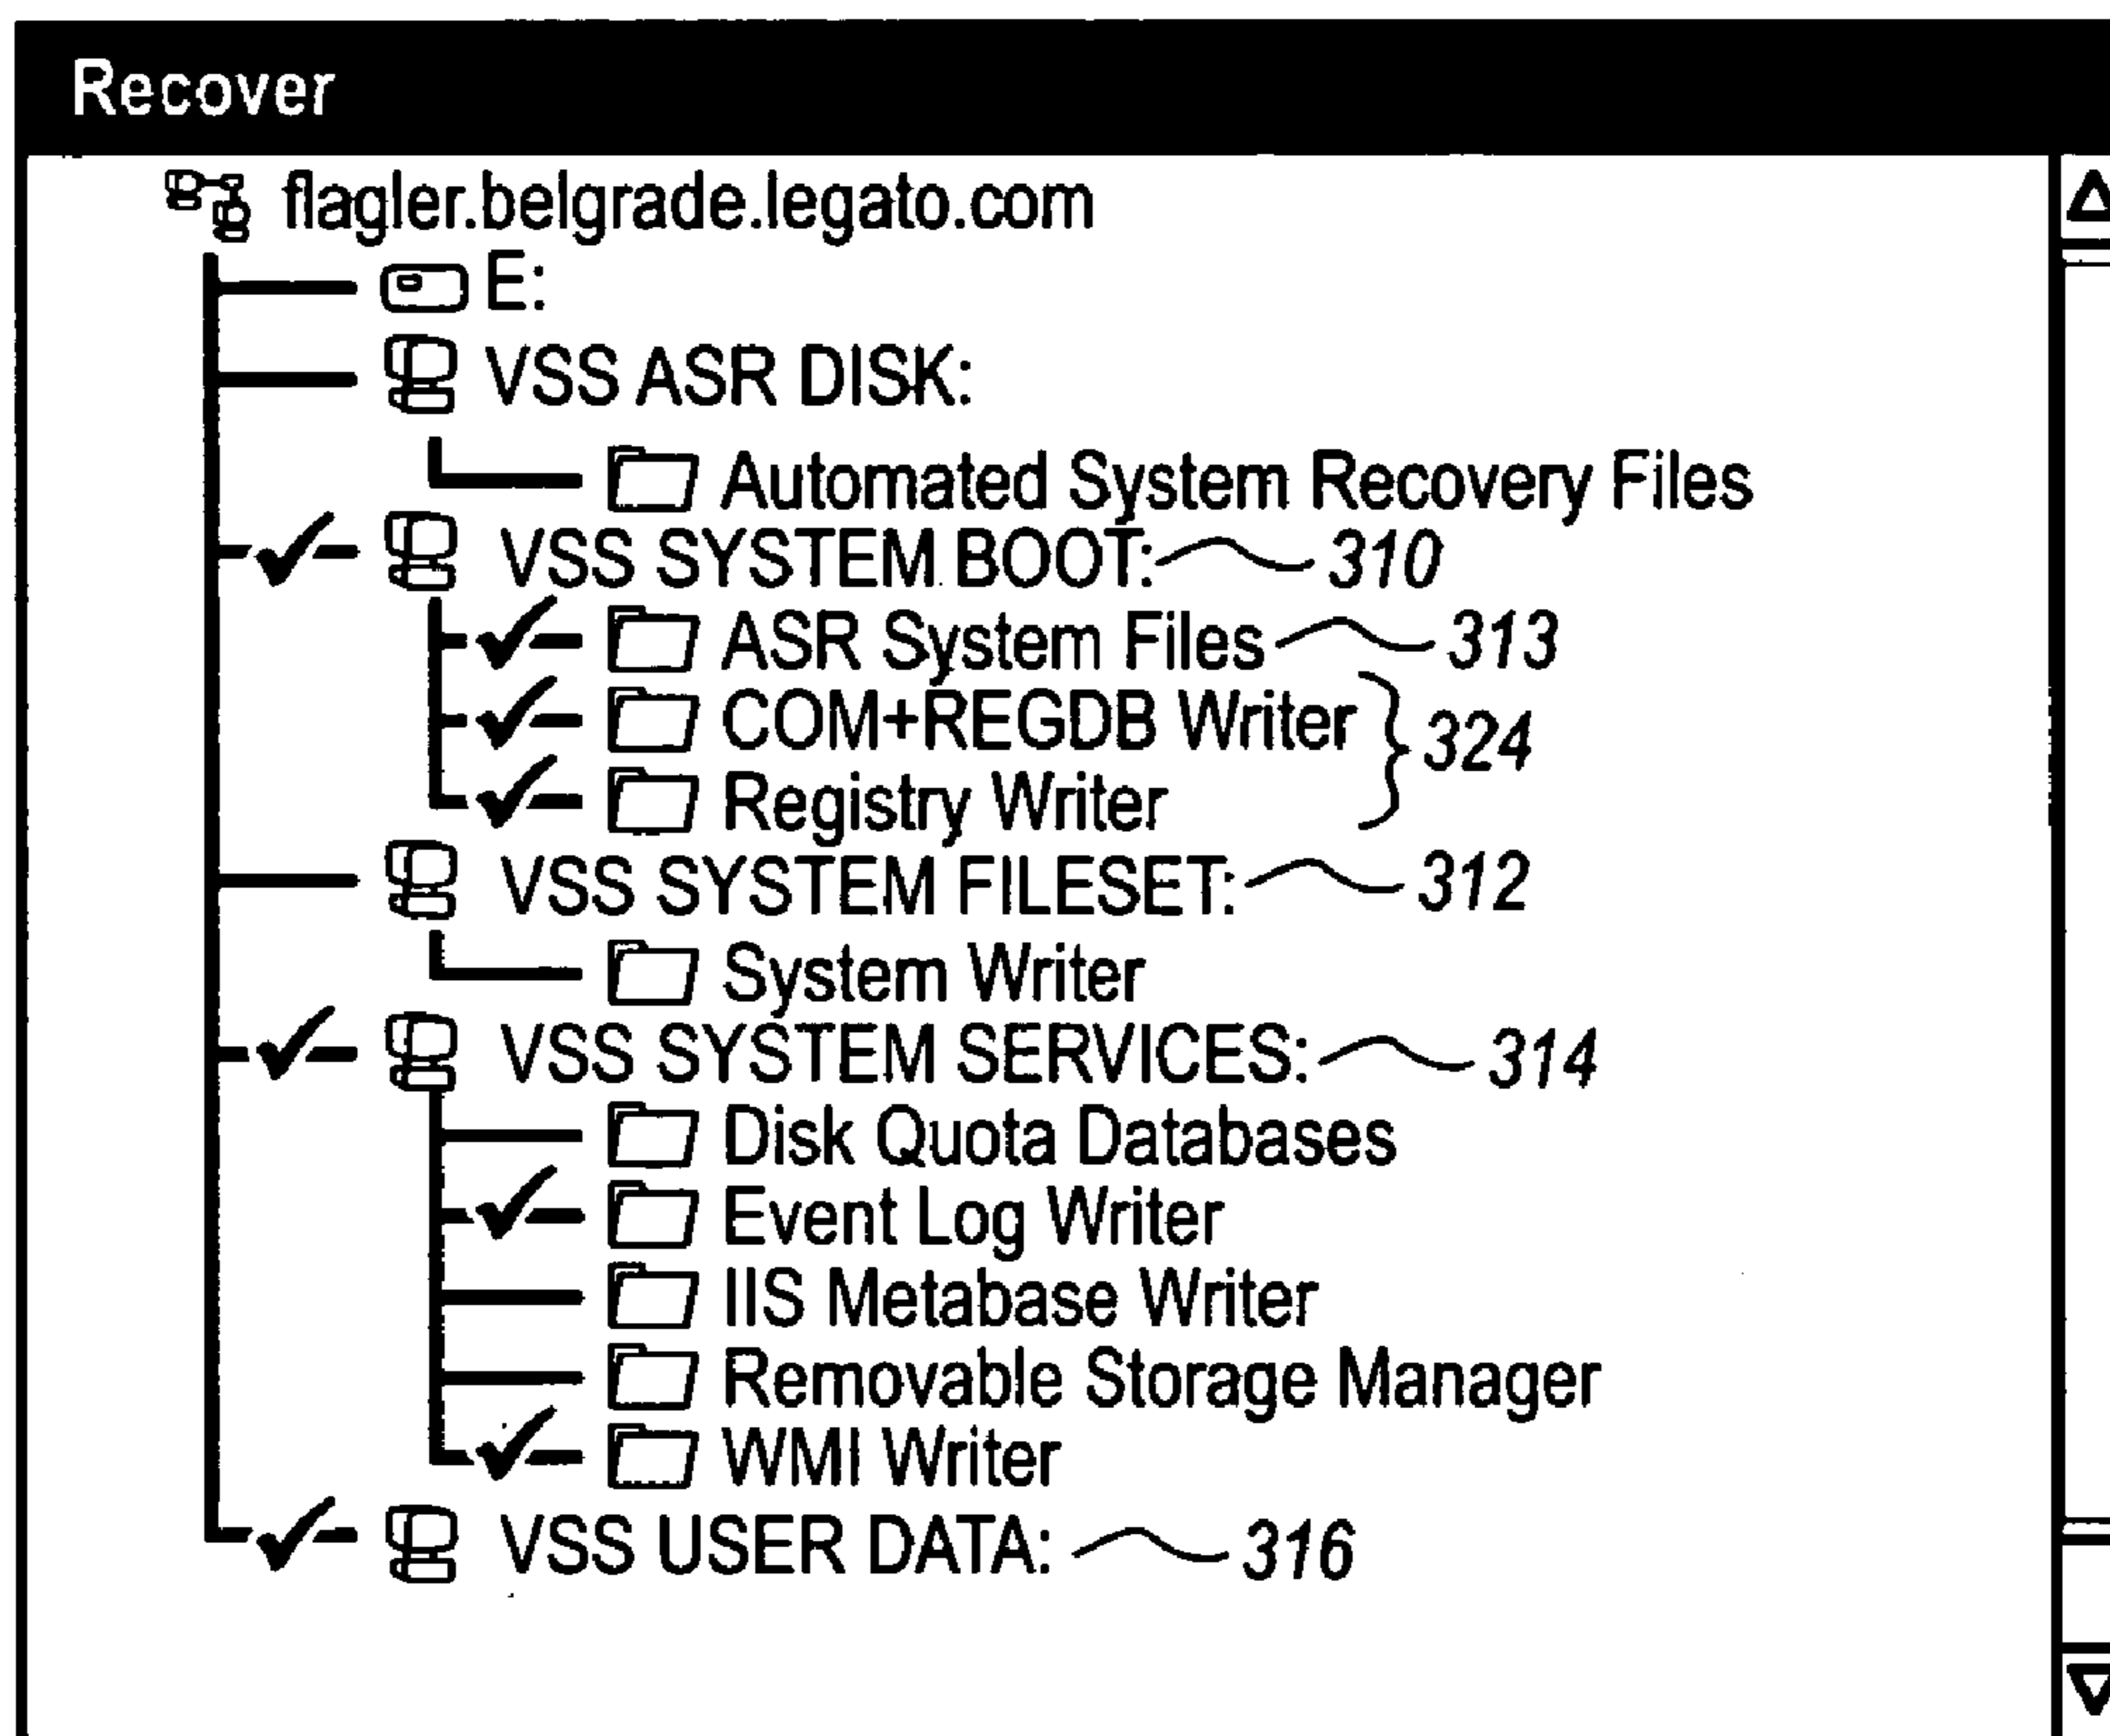 Recover
flagler.belgrade.legato.com
E:
VSS ASR DISK:
Automated System Recovery Files
VSS SYSTEM BOOT: 310
ASR System Files 313
COM+REGDB Writer
324
Registry Writer
VSS SYSTEM FILESET: 312
System Writer
VSS SYSTEM SERVICES: 314
Disk Quota Databases
Event Log Writer
IIS Metabase Writer
Removable Storage Manager
WMI Writer
VSS USER DATA: 316